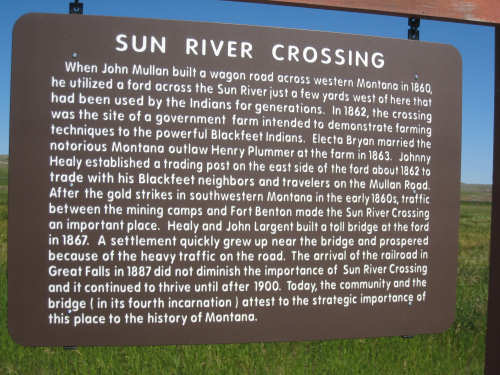 SUN RIVER CROSSING
When John Mullan built a wagon road across western Montana in 1860,
he utilized a ford across the Sun River just a few yards west of here that
had been used by the Indians for generations. In 1862, the crossing
was the site of a government farm intended to demonstrate farming
techniques to the powerful Blackfeet Indians. Electa Bryan married the
notorious Montana outlaw Henry Plummer at the farm in 1863. Johnny
Healy established a trading post on the east side of the ford about 1862 to
trade with his Blackfeet neighbors and travelers on the Mullan Road.
After the gold strikes in southwestern Montana in the early 1860s, traffic
between the mining camps and Fort Benton made the Sun River Crossing
an important place. Healy and John Largent built a toll bridge at the ford
in 1867. A settlement quickly grew up near the bridge and prospered
because of the heavy traffic on the road. The arrival of the railroad in
Great Falls in 1887 did not diminish the importance of Sun River Crossing
and it continued to thrive until after 1900. Today, the community and the
bridge ( in its fourth incarnation ) attest to the strategic importance of
this place to the history of Montana.